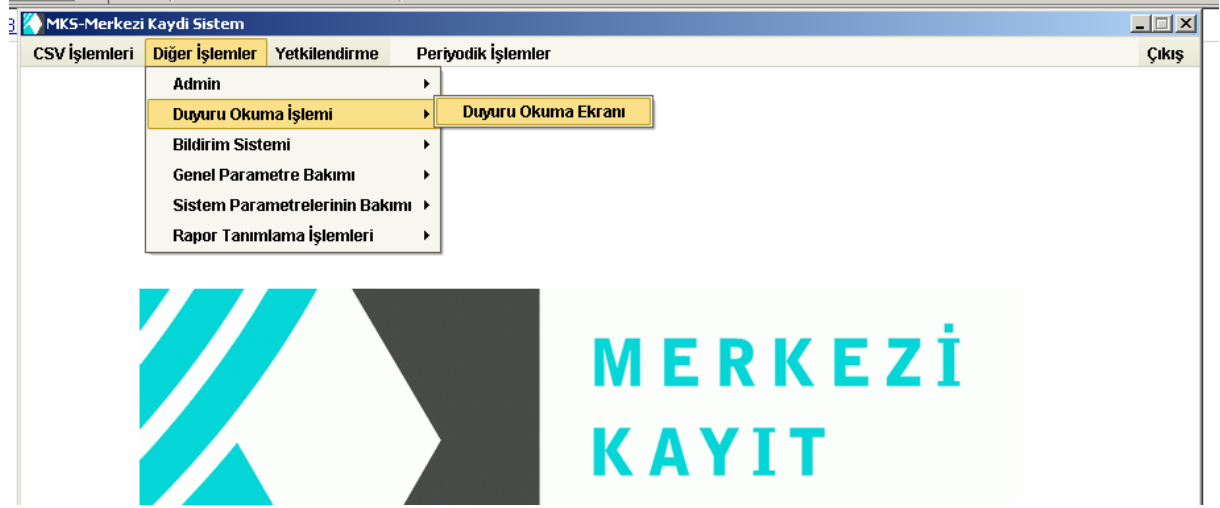 3
MKS-Merkezi Kaydi Sistem
CSV İşlemleri Diğer İşlemler Yetkilendirme Periyodik İşlemler Çıkış
Admin
Duyuru Okuma İşlemi Duyuru Okuma Ekranı
Bildirim Sistemi
Genel Parametre Bakımı
Sistem Parametrelerinin Bakımı
Rapor Tanımlama İşlemleri
MERKEZİ
KAYIT